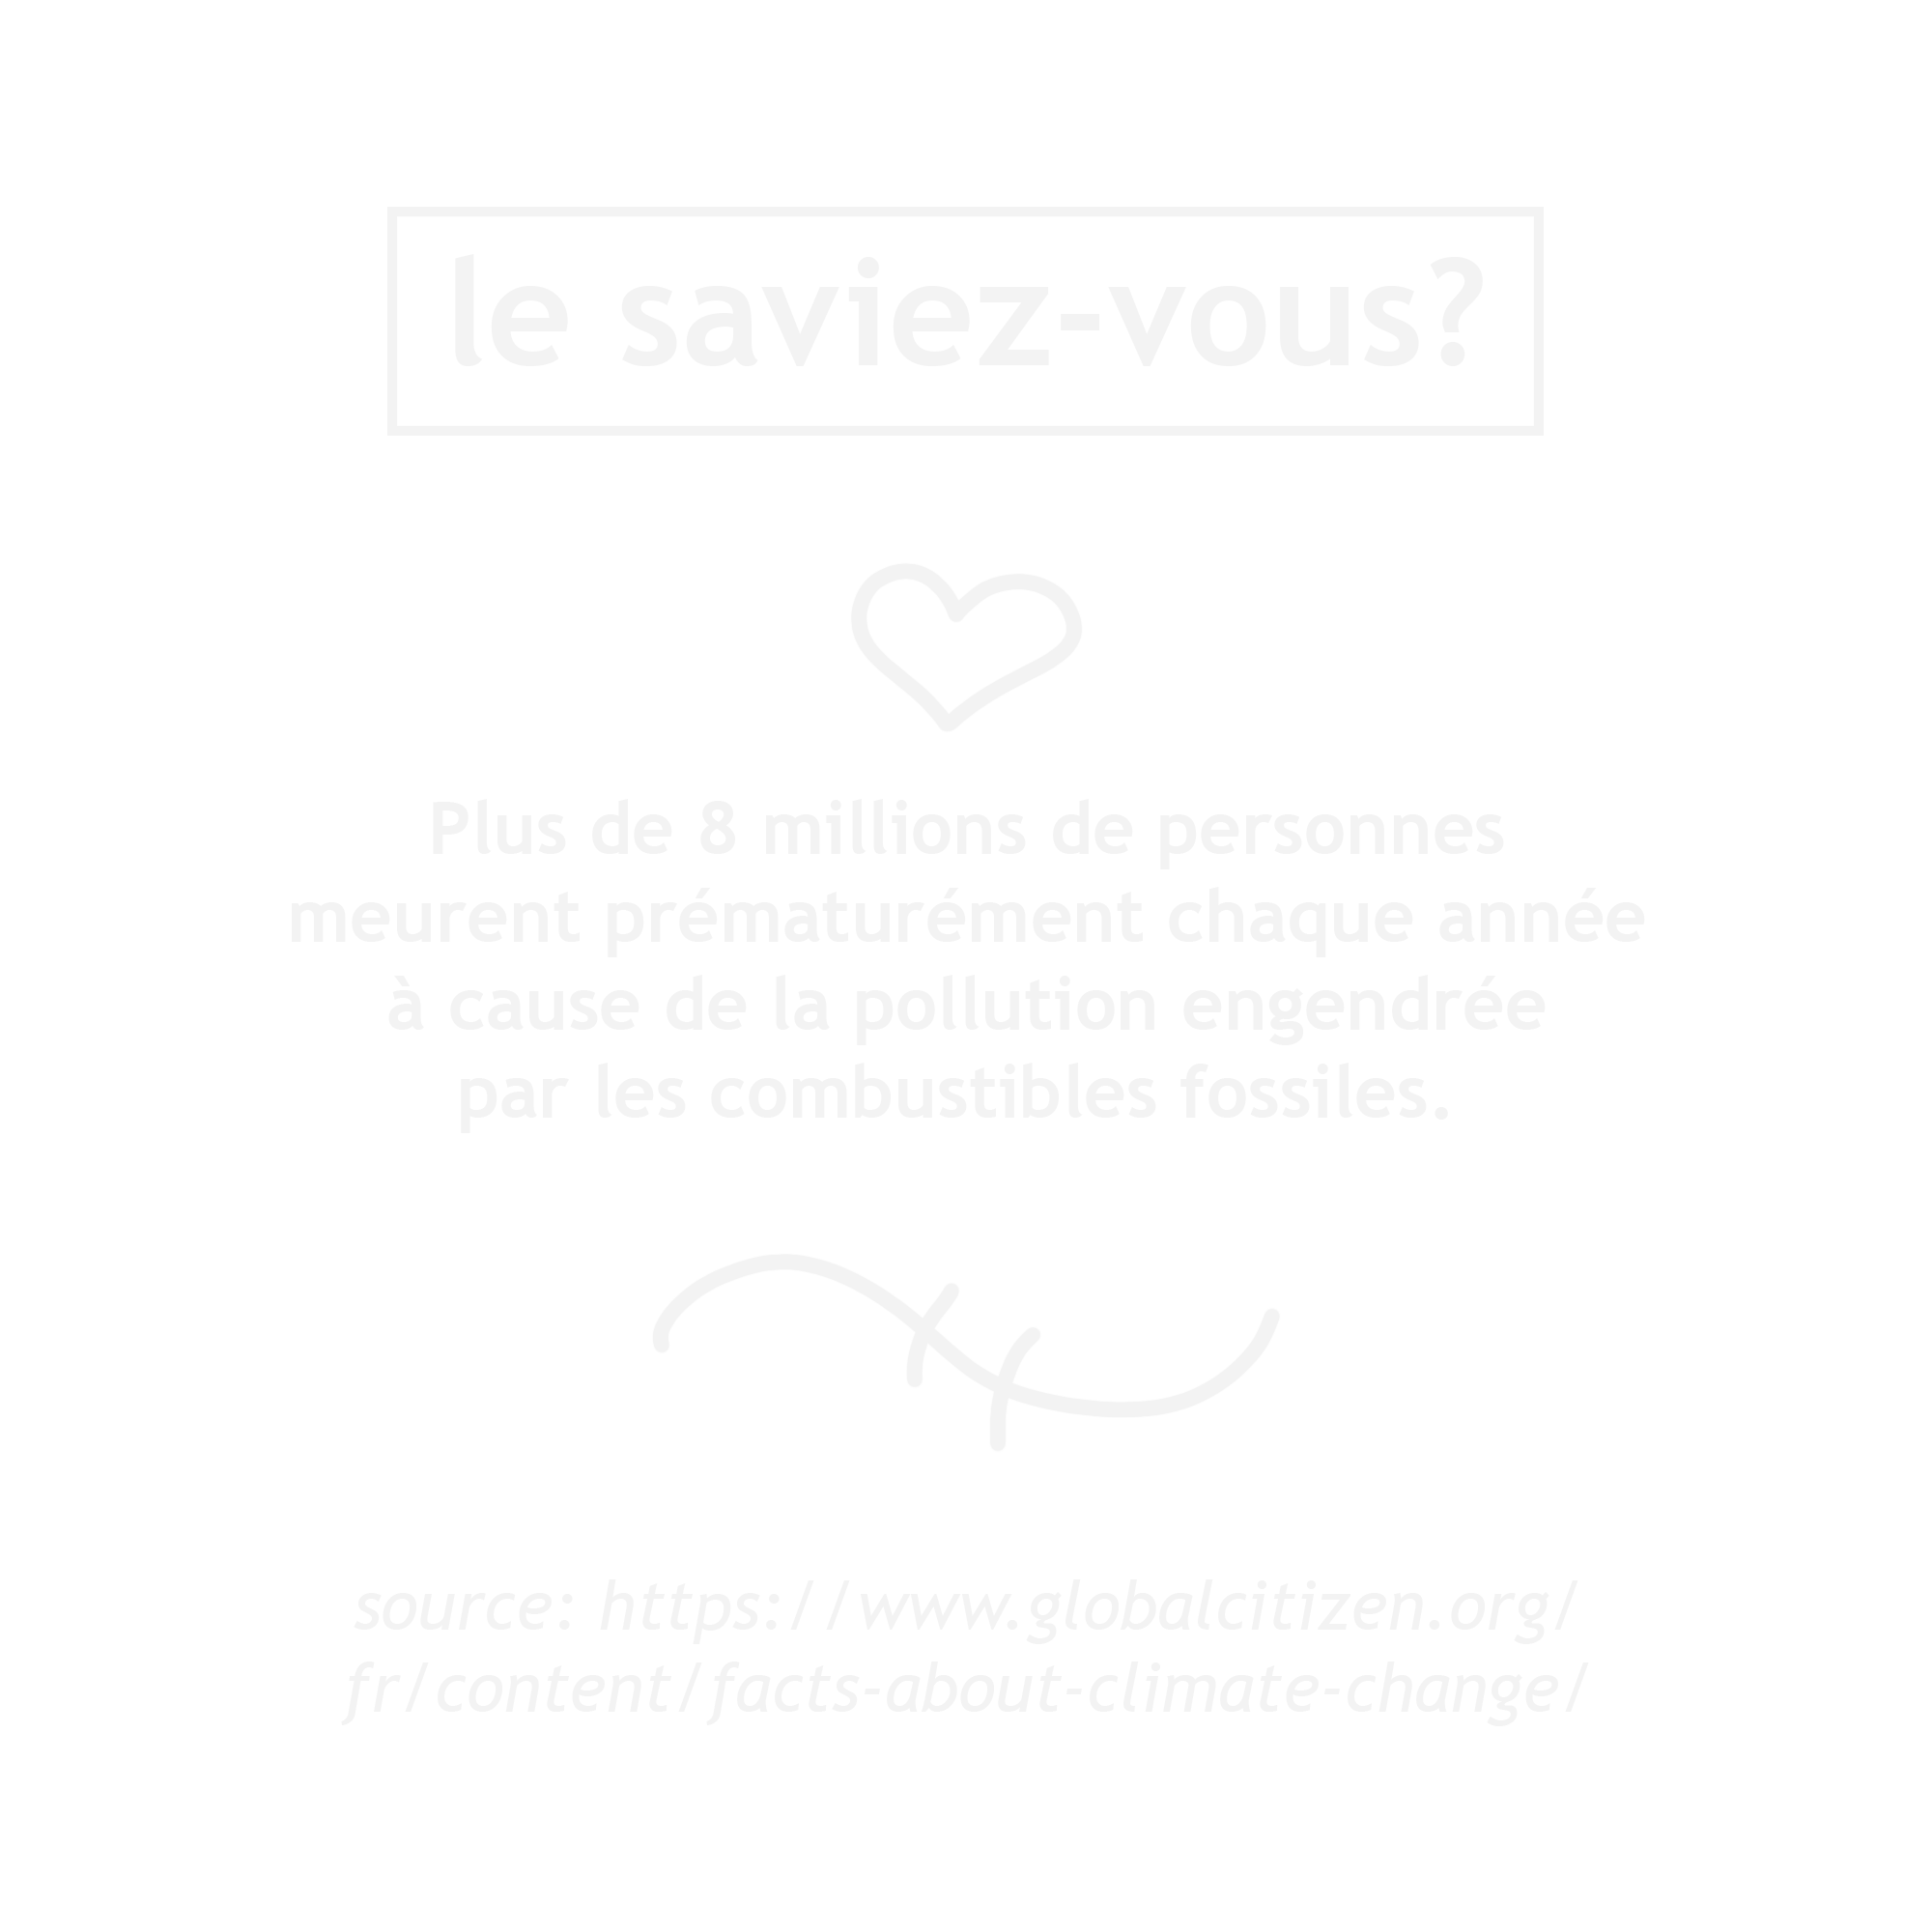 le saviez-vous?
Plus de 8 millions de personnes
meurent prématurément chaque année
à cause de la pollution engendrée
par les combustibles fossiles.
source: https://www.globalcitizen.org/
fr/content/facts-about-climate-change/